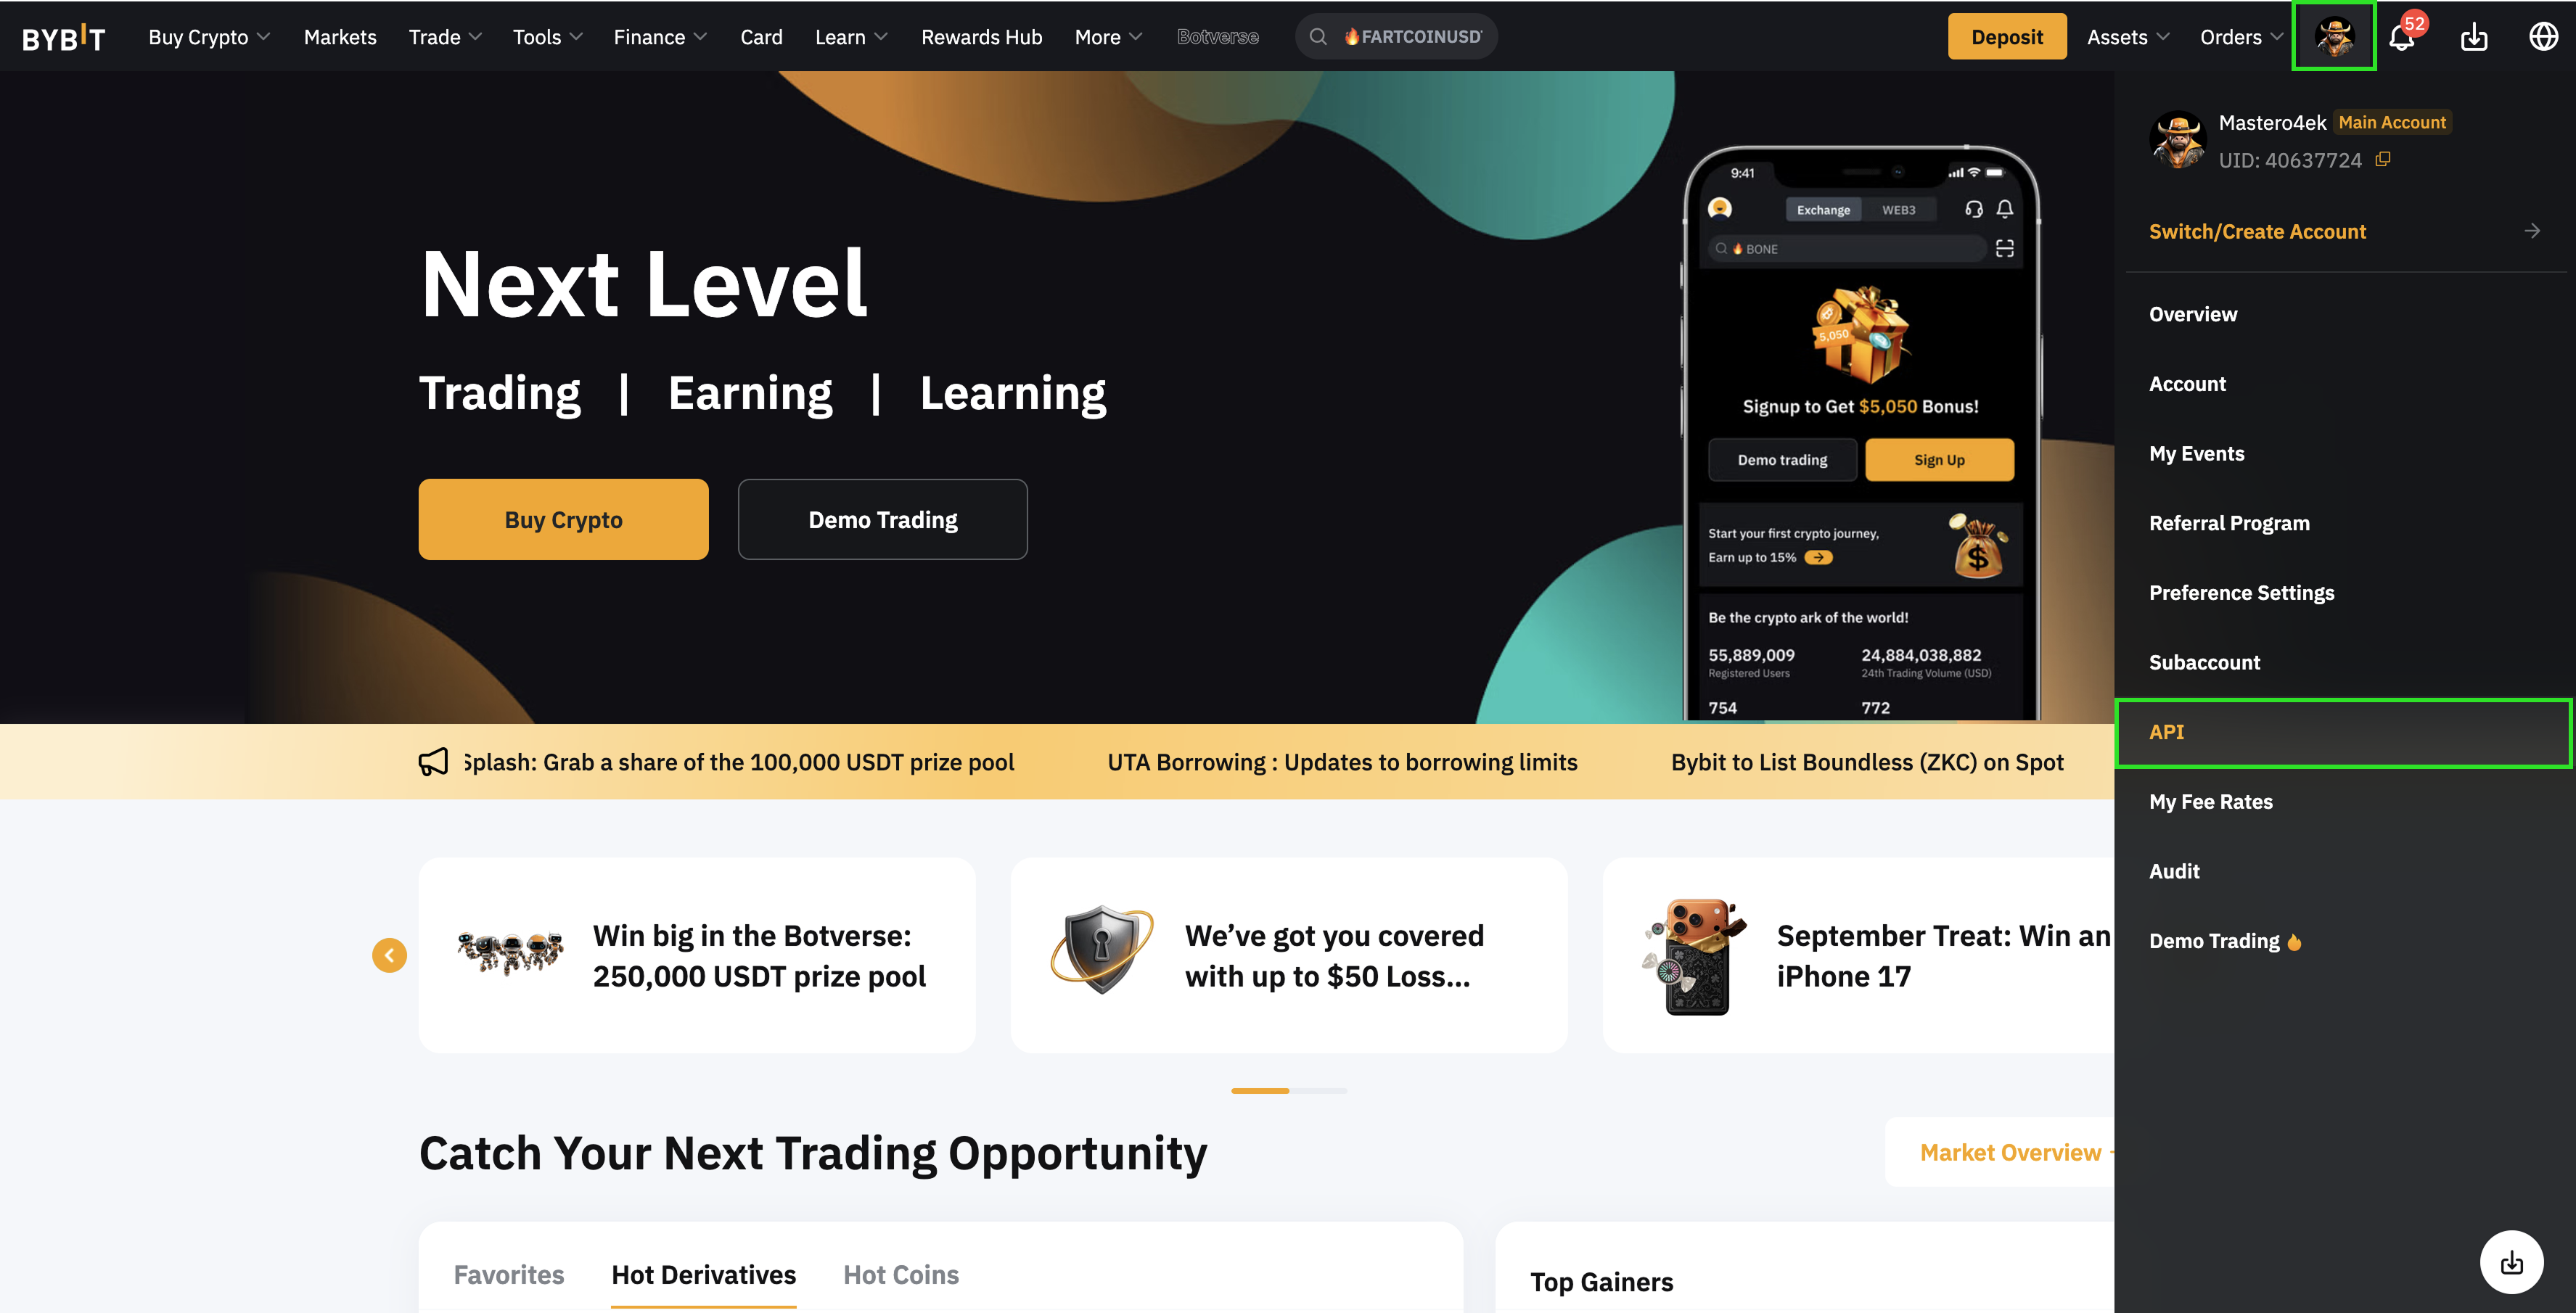 BYBIT
Buy Crypto
Markets
Trade
Tools
Finance
Card
Learn
Rewards Hub
More
Botverse
FARTCOINUSD
Deposit
Assets
Orders
52
Mastero4ek Main Account
UID: 40637724
Switch/Create Account
Overview
Account
My Events
Referral Program
Preference Settings
Subaccount
API
My Fee Rates
Audit
Demo Trading
Next Level
Trading | Earning | Learning
Buy Crypto
Demo Trading
9:41
Exchange
WEB3
BONE
5,050
Signup to Get $5,050 Bonus!
Demo trading
Sign Up
Start your first crypto journey,
Earn up to 15%
Be the crypto ark of the world!
55,889,009
24,884,038,882
Registered Users
24th Trading Volume (USD)
754
772
Splash: Grab a share of the 100,000 USDT prize pool
UTA Borrowing : Updates to borrowing limits
Bybit to List Boundless (ZKC) on Spot
Win big in the Botverse:
250,000 USDT prize pool
We’ve got you covered
with up to $50 Loss...
September Treat: Win an
iPhone 17
Catch Your Next Trading Opportunity
Market Overview
Favorites
Hot Derivatives
Hot Coins
Top Gainers